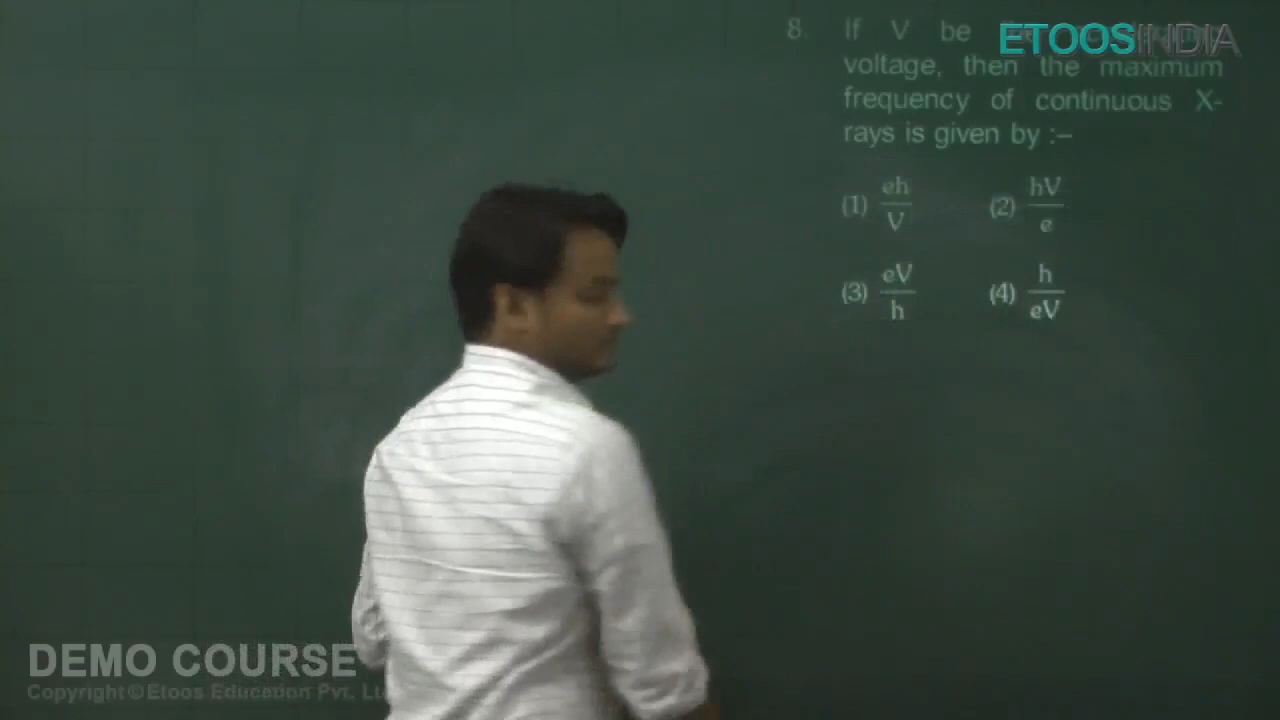 8. If V be the
ETOOSINDIA
voltage, then the maximum
frequency of continuous X-
rays is given by :–
(1) eh/V (2) hV/e
(3) eV/h (4) h/eV
DEMO COURSE
Copyright©Etoos Education Pvt.